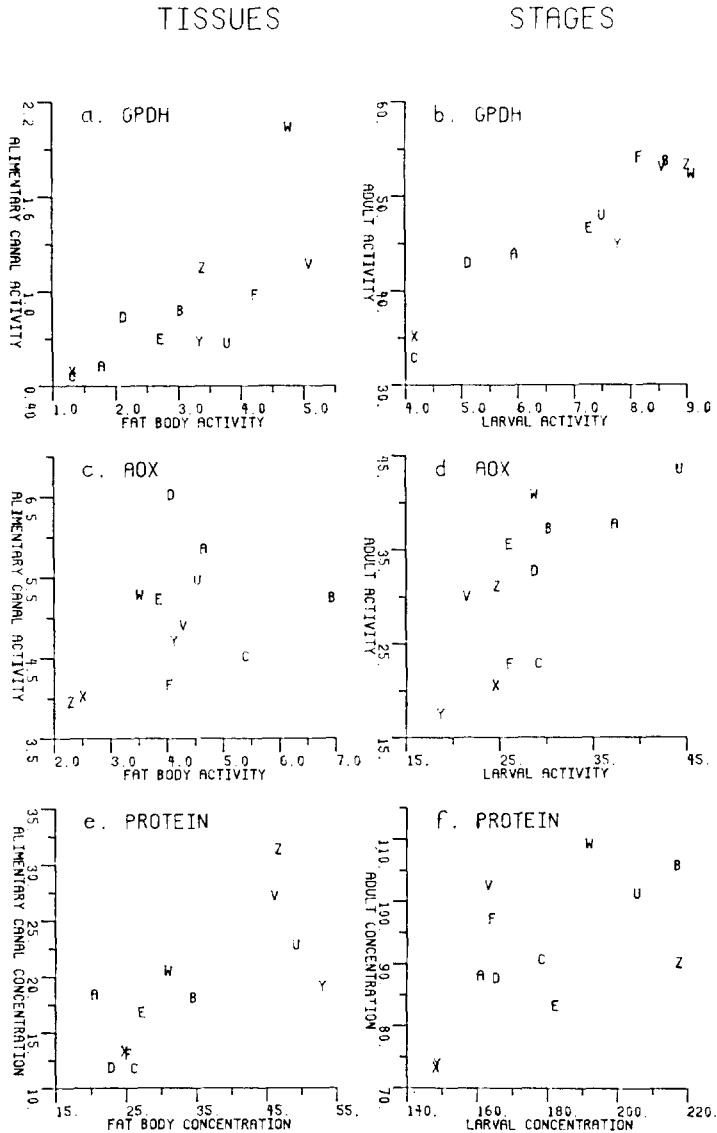 TISSUES
STAGES
a. GPDH
2.2
1.6
1.0
0.40
ALIMENTARY CANAL ACTIVITY
W
V
Z
F
B
D
E
Y
U
A
X
C
1.0 2.0 3.0 4.0 5.0
FAT BODY ACTIVITY
b. GPDH
60.
50.
40.
30.
ADULT ACTIVITY
F
B
V
Z
W
U
E
Y
A
D
X
C
4.0 5.0 6.0 7.0 8.0 9.0
LARVAL ACTIVITY
c. AOX
6.5
5.5
4.5
3.5
ALIMENTARY CANAL ACTIVITY
D
A
U
W
E
B
V
Y
C
F
X
Z
2.0 3.0 4.0 5.0 6.0 7.0
FAT BODY ACTIVITY
d. AOX
45.
35.
25.
15.
ADULT ACTIVITY
U
W
B
A
E
D
Z
V
F
C
X
Y
15. 25. 35. 45.
LARVAL ACTIVITY
e. PROTEIN
35
30
25
20
15
10.
ALIMENTARY CANAL CONCENTRATION
Z
V
U
W
Y
A
B
E
X
F
D
C
15. 25. 35. 45. 55.
FAT BODY CONCENTRATION
f. PROTEIN
110.
100.
90.
80.
70.
ADULT CONCENTRATION
W
B
V
U
F
C
Z
A
D
E
Y
X
140. 160. 180. 200. 220.
LARVAL CONCENTRATION